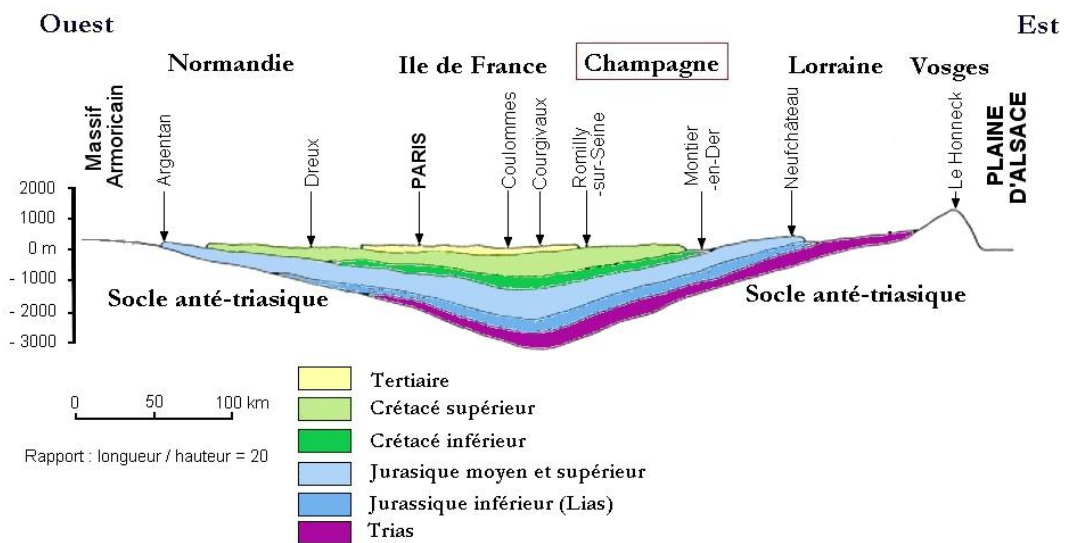 Ouest
Est
Normandie
Ile de France
Champagne
Lorraine
Vosges
Massif
Armoricain
Argentan
Dreux
PARIS
Coulommes
Courgivaux
Romilly
-sur-Seine
Montier
-en-Der
Neufchâteau
Le Honneck
PLAINE
D'ALSACE
2000
1000
0 m
- 1000
- 2000
- 3000
Socle anté-triasique
Socle anté-triasique
0 50 100 km
Rapport : longueur / hauteur = 20
Tertiaire
Crétacé supérieur
Crétacé inférieur
Jurasique moyen et supérieur
Jurassique inférieur (Lias)
Trias